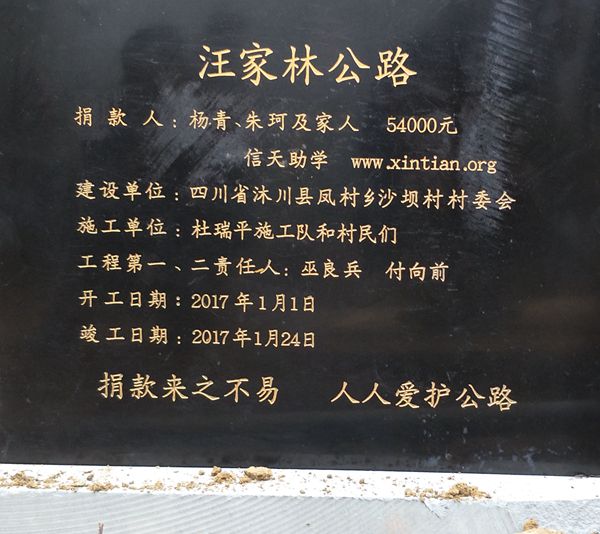 汪家林公路
捐款人：杨青、朱珂及家人 54000元
信天助学 www.xintian.org
建设单位：四川省沐川县凤村乡沙坝村村委会
施工单位：杜瑞平施工队和村民们
工程第一、二责任人：巫良兵 付向前
开工日期：2017年1月1日
竣工日期：2017年1月24日
捐款来之不易 人人爱护公路